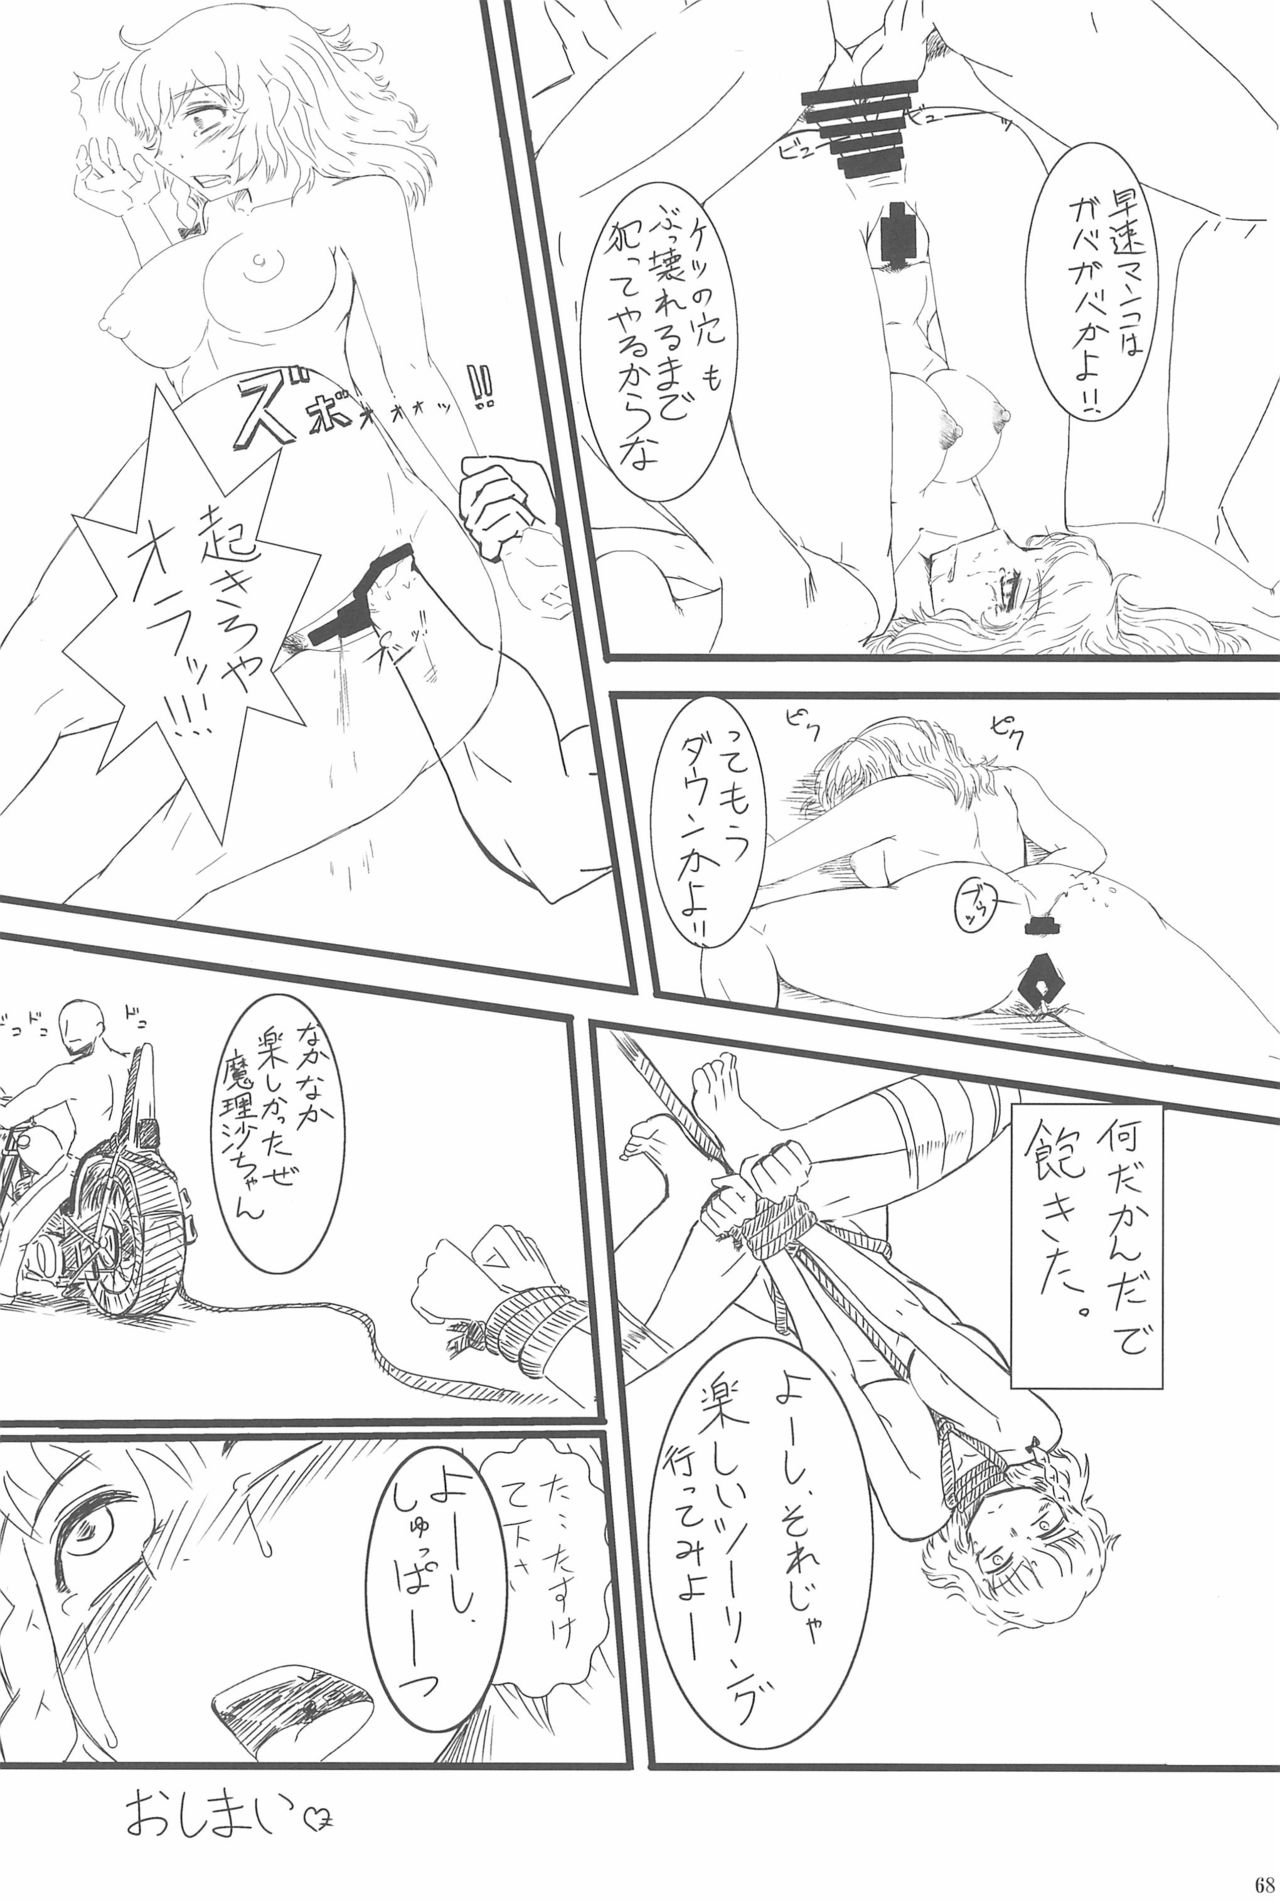 早速マンコは
ガバガバかよ!!
ビュー
ビュー
ケツの穴も
ぶっ壊れるまで
犯ってやるからな
ズボォォォッ!!
起きろや
オラッ!!!
ピク
ピク
ってもう
ダウンかよ!!
ブウッ
何だかんだで
飽きた。
よーし、それじゃ
楽しいツーリング
行ってみよー
なかなか
楽しかったぜ
魔理沙ちゃん
ドコ
ドコ
ドコ
た、たすけ
て下さい
よーし、
しゅっぱーつ
おしまい
68